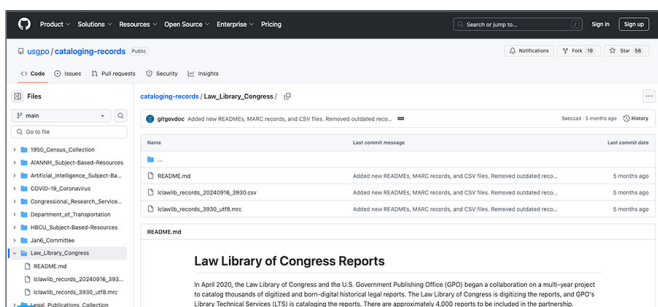 Product Solutions Resources Open Source Enterprise Pricing Search or jump to... / Sign in Sign up
usgpo / cataloging-records Public Notifications Fork 19 Star 56
Code Issues Pull requests Security Insights
Files
main
Go to file
1950_Census_Collection
AIANNH_Subject-Based-Resources
Artificial_Intelligence_Subject-Ba...
COVID-19_Coronavirus
Congressional_Research_Service...
Department_of_Transportation
HBCU_Subject-Based-Resources
Jan6_Committee
Law_Library_Congress
README.md
lclawlib_records_20240916_393...
lclawlib_records_3930_utf8.mrc
Legal_Publications_Collection
cataloging-records / Law_Library_Congress /
gitgovdoc Added new READMEs, MARC records, and CSV files. Removed outdated reco... · 5 months ago History
Name Last commit message Last commit date
..
README.md Added new READMEs, MARC records, and CSV files. Removed outdated reco... 5 months ago
lclawlib_records_20240916_3930.csv Added new READMEs, MARC records, and CSV files. Removed outdated reco... 5 months ago
lclawlib_records_3930_utf8.mrc Added new READMEs, MARC records, and CSV files. Removed outdated reco... 5 months ago
README.md
Law Library of Congress Reports
In April 2020, the Law Library of Congress and the U.S. Government Publishing Office (GPO) began a collaboration on a multi-year project
to catalog thousands of digitized and born-digital historical legal reports. The Law Library of Congress is digitizing the reports, and GPO's
Library Technical Services (LTS) is cataloging the reports. There are approximately 4,000 reports to be included in the partnership.